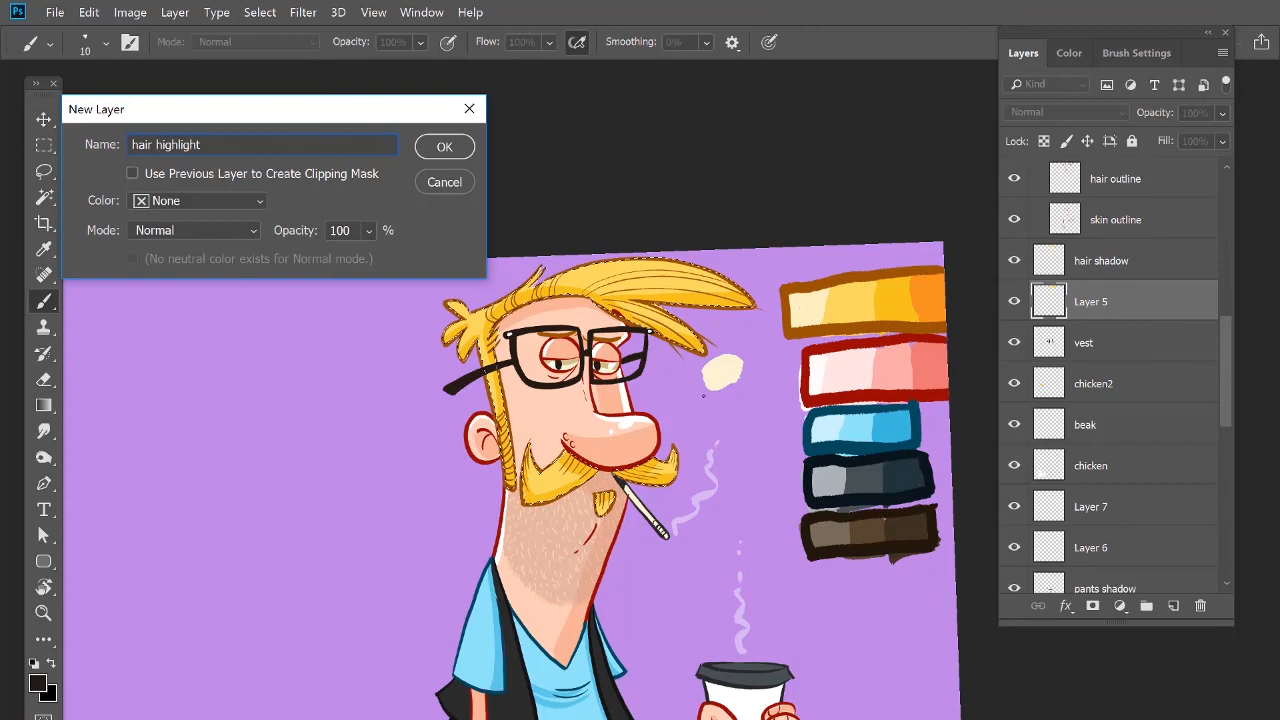 Ps File Edit Image Layer Type Select Filter 3D View Window Help
10 Mode: Normal Opacity: 100% Flow: 100% Smoothing: 0%
New Layer
Name: hair highlight OK
Use Previous Layer to Create Clipping Mask
Cancel
Color: None
Mode: Normal Opacity: 100 %
(No neutral color exists for Normal mode.)
Layers Color Brush Settings
Kind
Normal Opacity: 100%
Lock: Fill: 100%
hair outline
skin outline
hair shadow
Layer 5
vest
chicken2
beak
chicken
Layer 7
Layer 6
pants shadow
fx